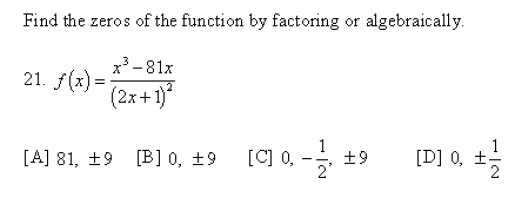 Find the zeros of the function by factoring or algebraically.
21. f(x) = (x³ − 81x)/(2x + 1)²
[A] 81, ±9 [B] 0, ±9 [C] 0, −1/2, ±9 [D] 0, ±1/2